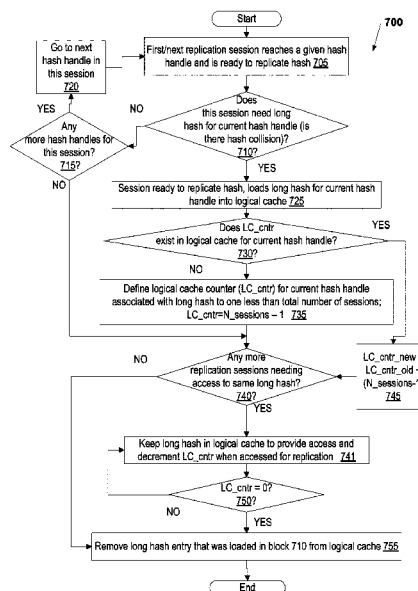 Start
700
Go to next
hash handle in
this session
720
First/next replication session reaches a given hash
handle and is ready to replicate hash 705
YES
NO
Does
this session need long
hash for current hash handle (is
there hash collision)?
710?
Any
more hash handles for
this session?
715?
YES
NO
Session ready to replicate hash, loads long hash for current hash
handle into logical cache 725
Does LC_cntr
exist in logical cache for current hash handle?
730?
YES
NO
Define logical cache counter (LC_cntr) for current hash handle
associated with long hash to one less than total number of sessions;
LC_cntr=N_sessions – 1 735
NO
Any more
replication sessions needing
access to same long hash?
740?
LC_cntr_new
LC_cntr_old
(N_sessions-
745
YES
Keep long hash in logical cache to provide access and
decrement LC_cntr when accessed for replication 741
LC_cntr = 0?
750?
NO
YES
Remove long hash entry that was loaded in block 710 from logical cache 755
End